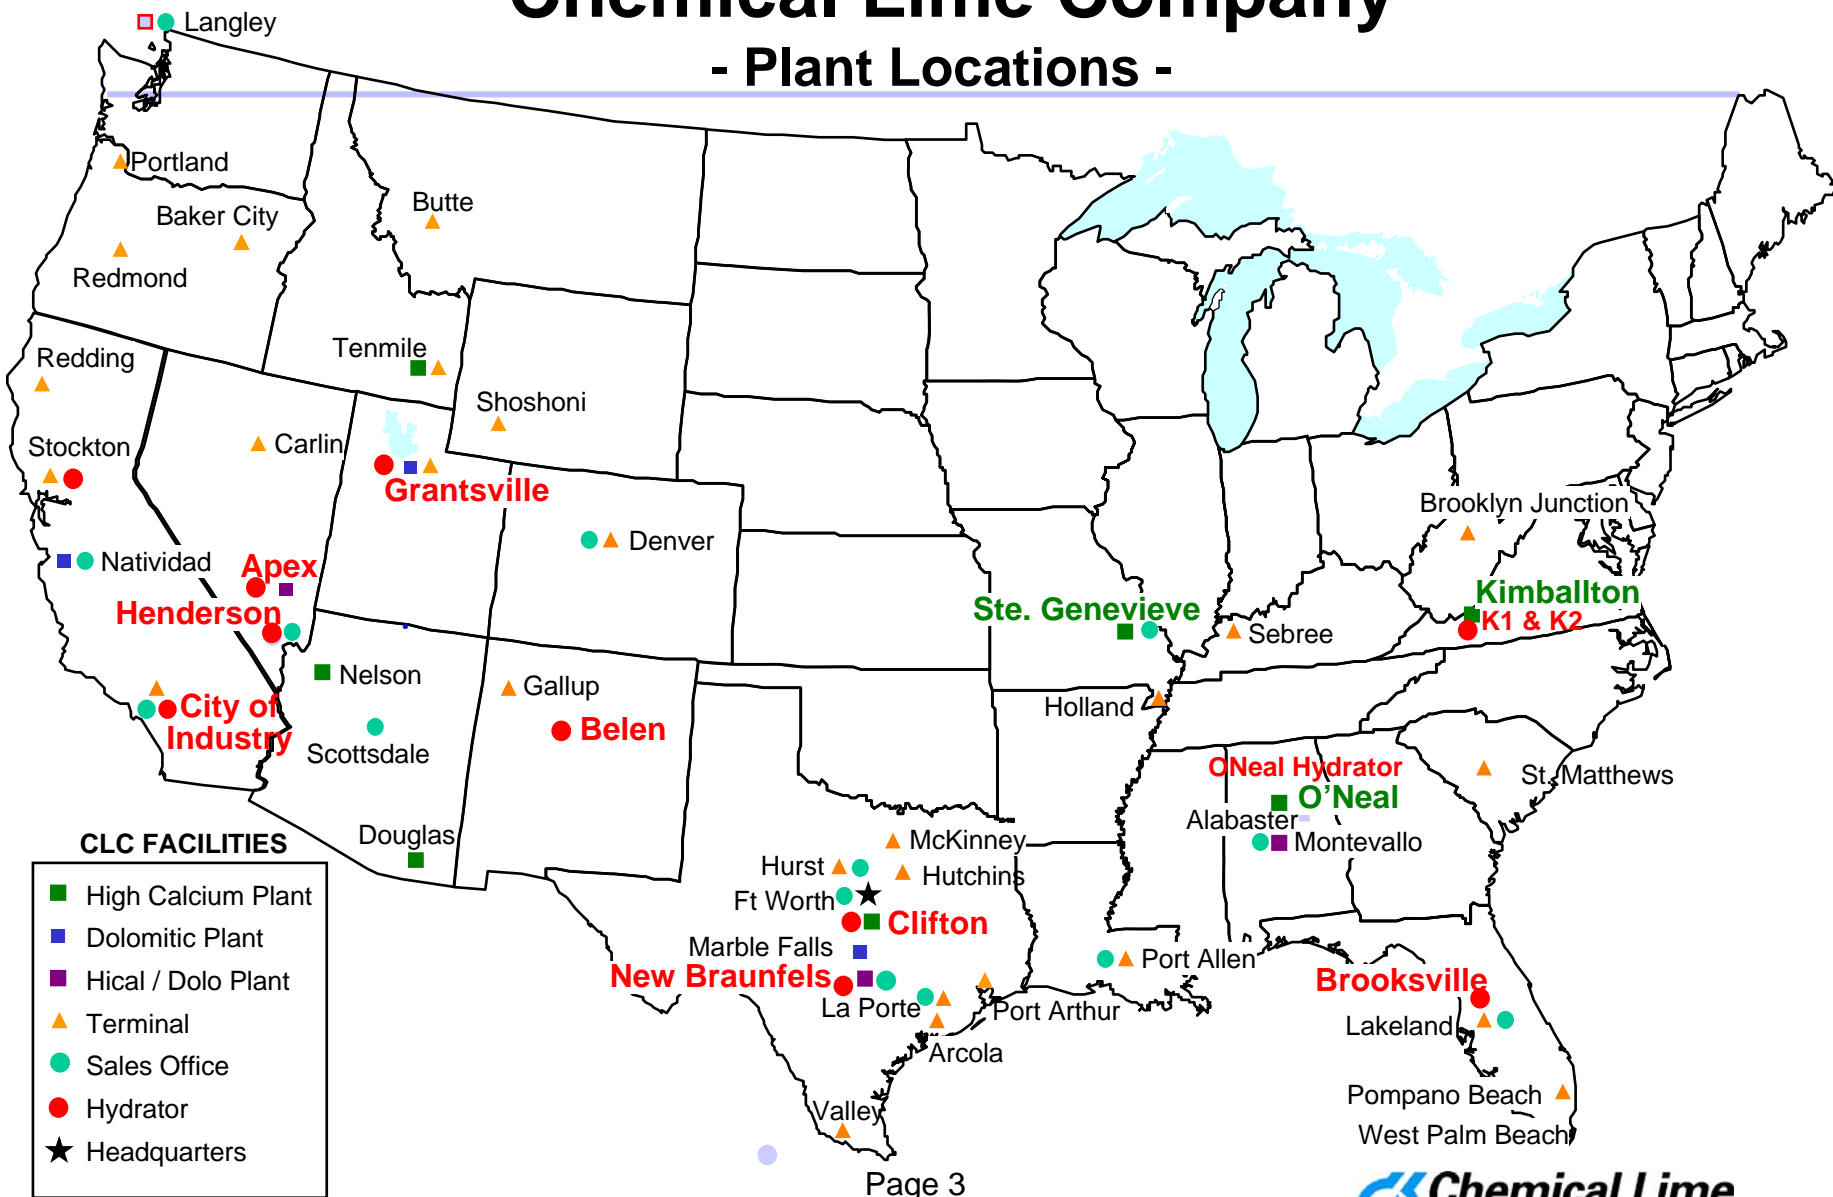 Chemical Lime Company
- Plant Locations -
Langley
Portland
Baker City
Butte
Redmond
Redding
Tenmile
Shoshoni
Stockton
Carlin
Grantsville
Brooklyn Junction
Denver
Natividad
Apex
Henderson
Kimballton
K1 & K2
Ste. Genevieve
Sebree
Nelson
Gallup
Holland
City of
Industry
Belen
Scottsdale
ONeal Hydrator
O’Neal
St. Matthews
Alabaster
Montevallo
Douglas
McKinney
Hurst
Hutchins
Ft Worth
Clifton
Marble Falls
Port Allen
New Braunfels
La Porte
Port Arthur
Arcola
Brooksville
Lakeland
Pompano Beach
West Palm Beach
Valley
CLC FACILITIES
High Calcium Plant
Dolomitic Plant
Hical / Dolo Plant
Terminal
Sales Office
Hydrator
Headquarters
Page 3
Chemical Lime